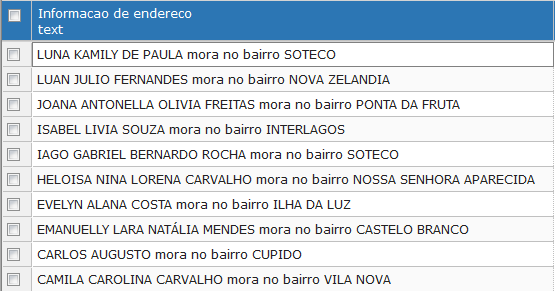 Informacao de endereco
text
LUNA KAMILY DE PAULA mora no bairro SOTECO
LUAN JULIO FERNANDES mora no bairro NOVA ZELANDIA
JOANA ANTONELLA OLIVIA FREITAS mora no bairro PONTA DA FRUTA
ISABEL LIVIA SOUZA mora no bairro INTERLAGOS
IAGO GABRIEL BERNARDO ROCHA mora no bairro SOTECO
HELOISA NINA LORENA CARVALHO mora no bairro NOSSA SENHORA APARECIDA
EVELYN ALANA COSTA mora no bairro ILHA DA LUZ
EMANUELLY LARA NATÁLIA MENDES mora no bairro CASTELO BRANCO
CARLOS AUGUSTO mora no bairro CUPIDO
CAMILA CAROLINA CARVALHO mora no bairro VILA NOVA